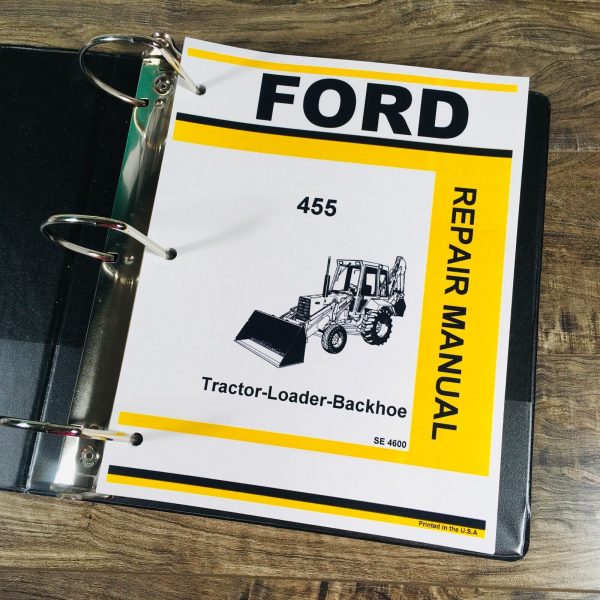 FORD
455
REPAIR MANUAL
Tractor-Loader-Backhoe
SE 4600
Printed in the U.S.A